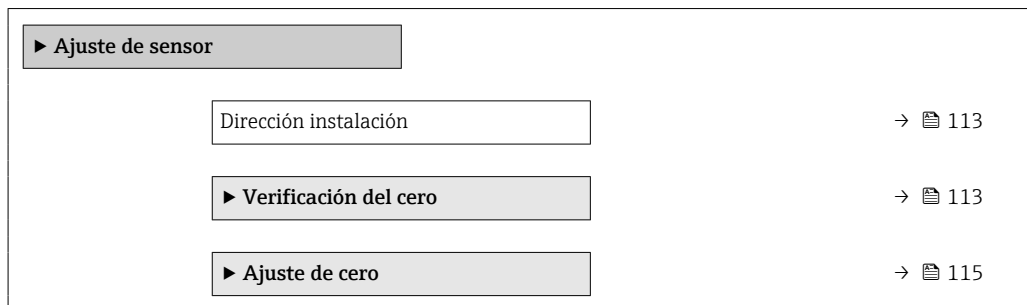 ▶ Ajuste de sensor
Dirección instalación → 113
▶ Verificación del cero → 113
▶ Ajuste de cero → 115